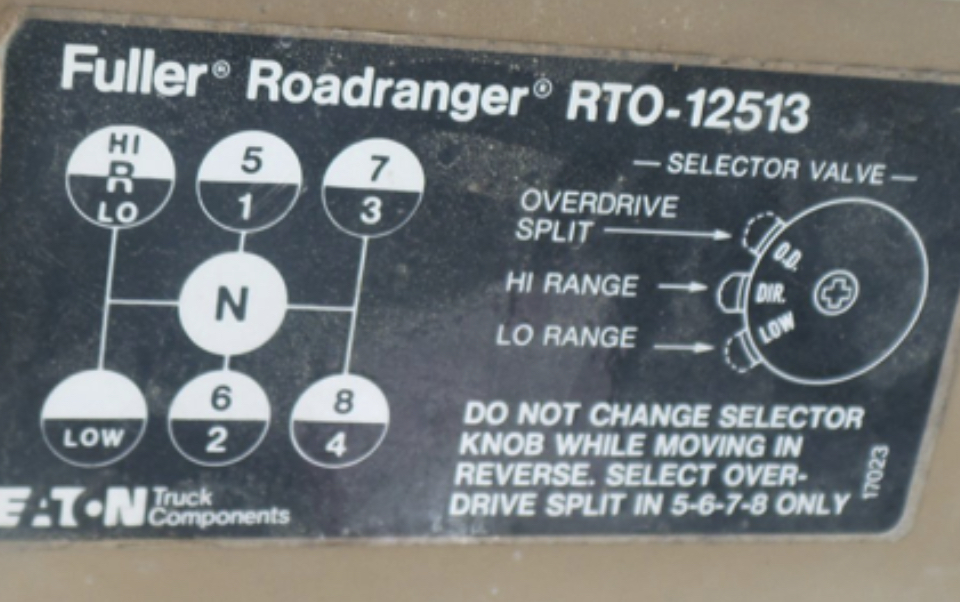 Fuller® Roadranger® RTO-12513
HI
R
LO
5
1
7
3
N
LOW
6
2
8
4
— SELECTOR VALVE —
OVERDRIVE
SPLIT
HI RANGE
LO RANGE
O.D.
DIR.
LOW
DO NOT CHANGE SELECTOR
KNOB WHILE MOVING IN
REVERSE. SELECT OVER-
DRIVE SPLIT IN 5-6-7-8 ONLY
17023
EATON Truck
Components